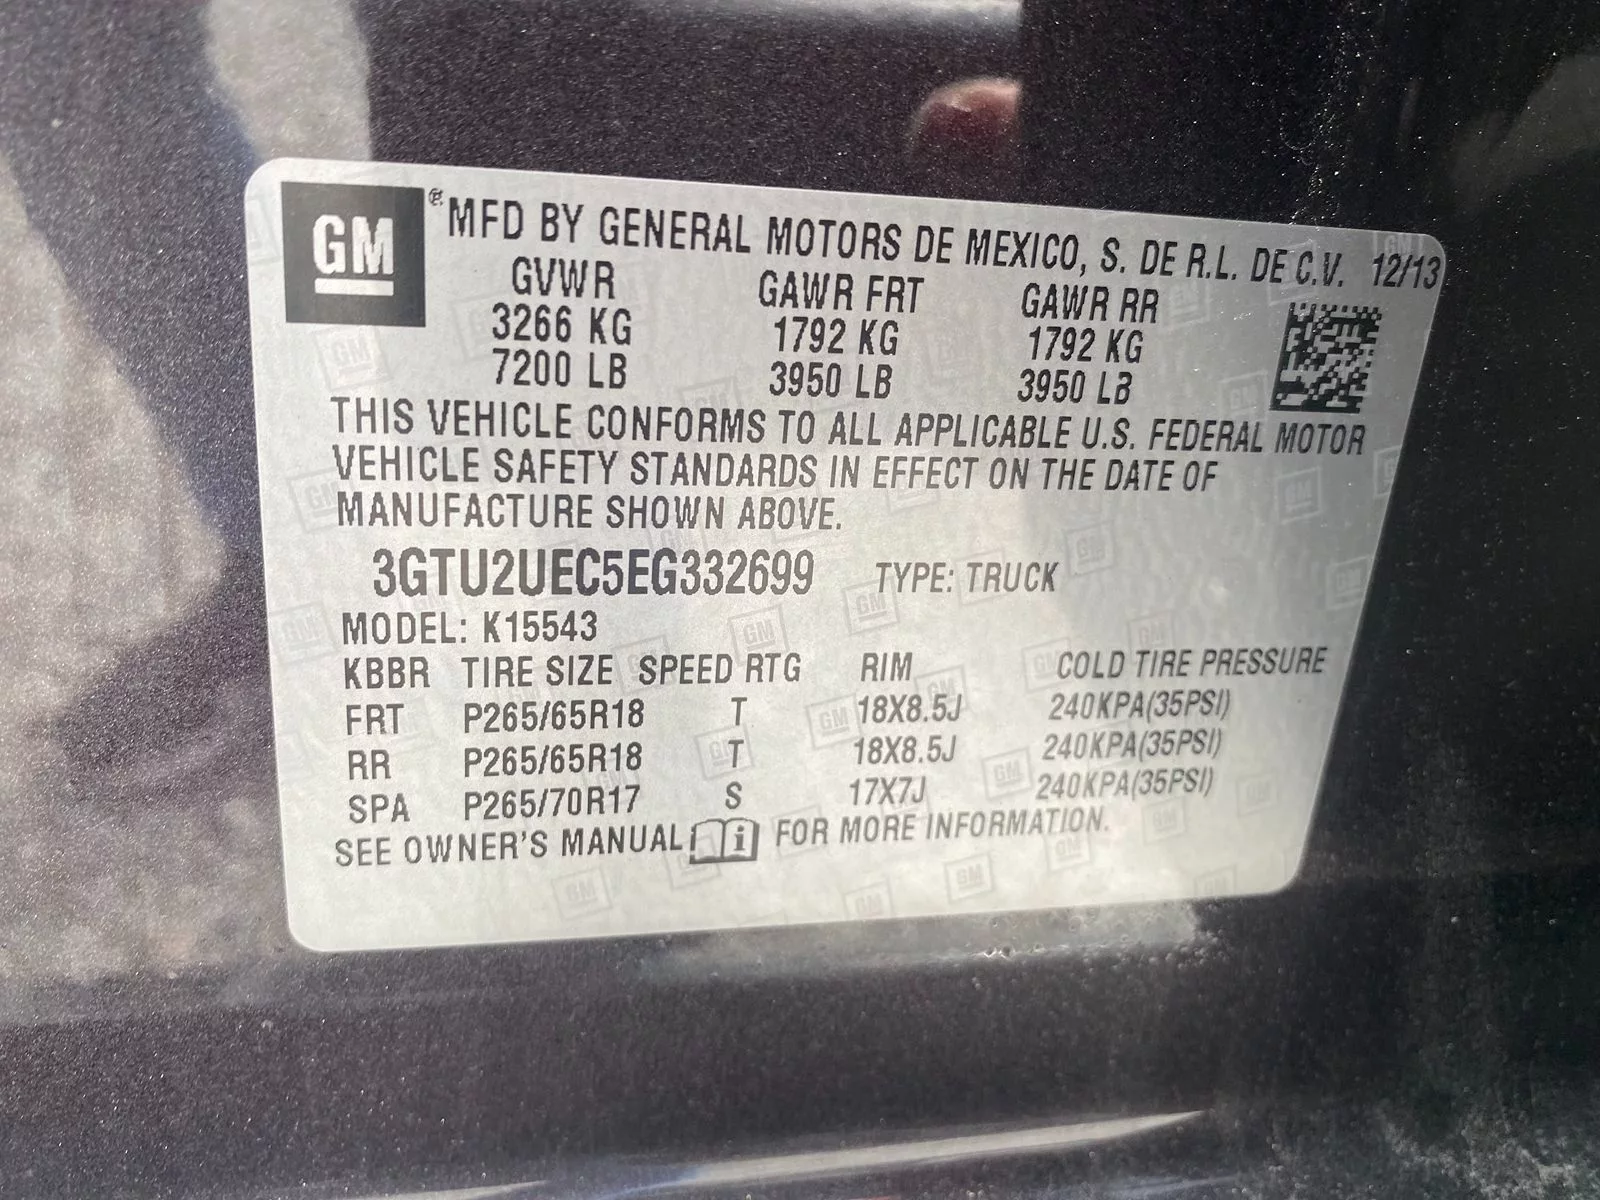 GM
® MFD BY GENERAL MOTORS DE MEXICO, S. DE R.L. DE C.V. 12/13
GVWR GAWR FRT GAWR RR
3266 KG 1792 KG 1792 KG
7200 LB 3950 LB 3950 LB
THIS VEHICLE CONFORMS TO ALL APPLICABLE U.S. FEDERAL MOTOR
VEHICLE SAFETY STANDARDS IN EFFECT ON THE DATE OF
MANUFACTURE SHOWN ABOVE.
3GTU2UEC5EG332699 TYPE: TRUCK
MODEL: K15543
KBBR TIRE SIZE SPEED RTG RIM COLD TIRE PRESSURE
FRT P265/65R18 T 18X8.5J 240KPA(35PSI)
RR P265/65R18 T 18X8.5J 240KPA(35PSI)
SPA P265/70R17 S 17X7J 240KPA(35PSI)
SEE OWNER'S MANUAL i FOR MORE INFORMATION.